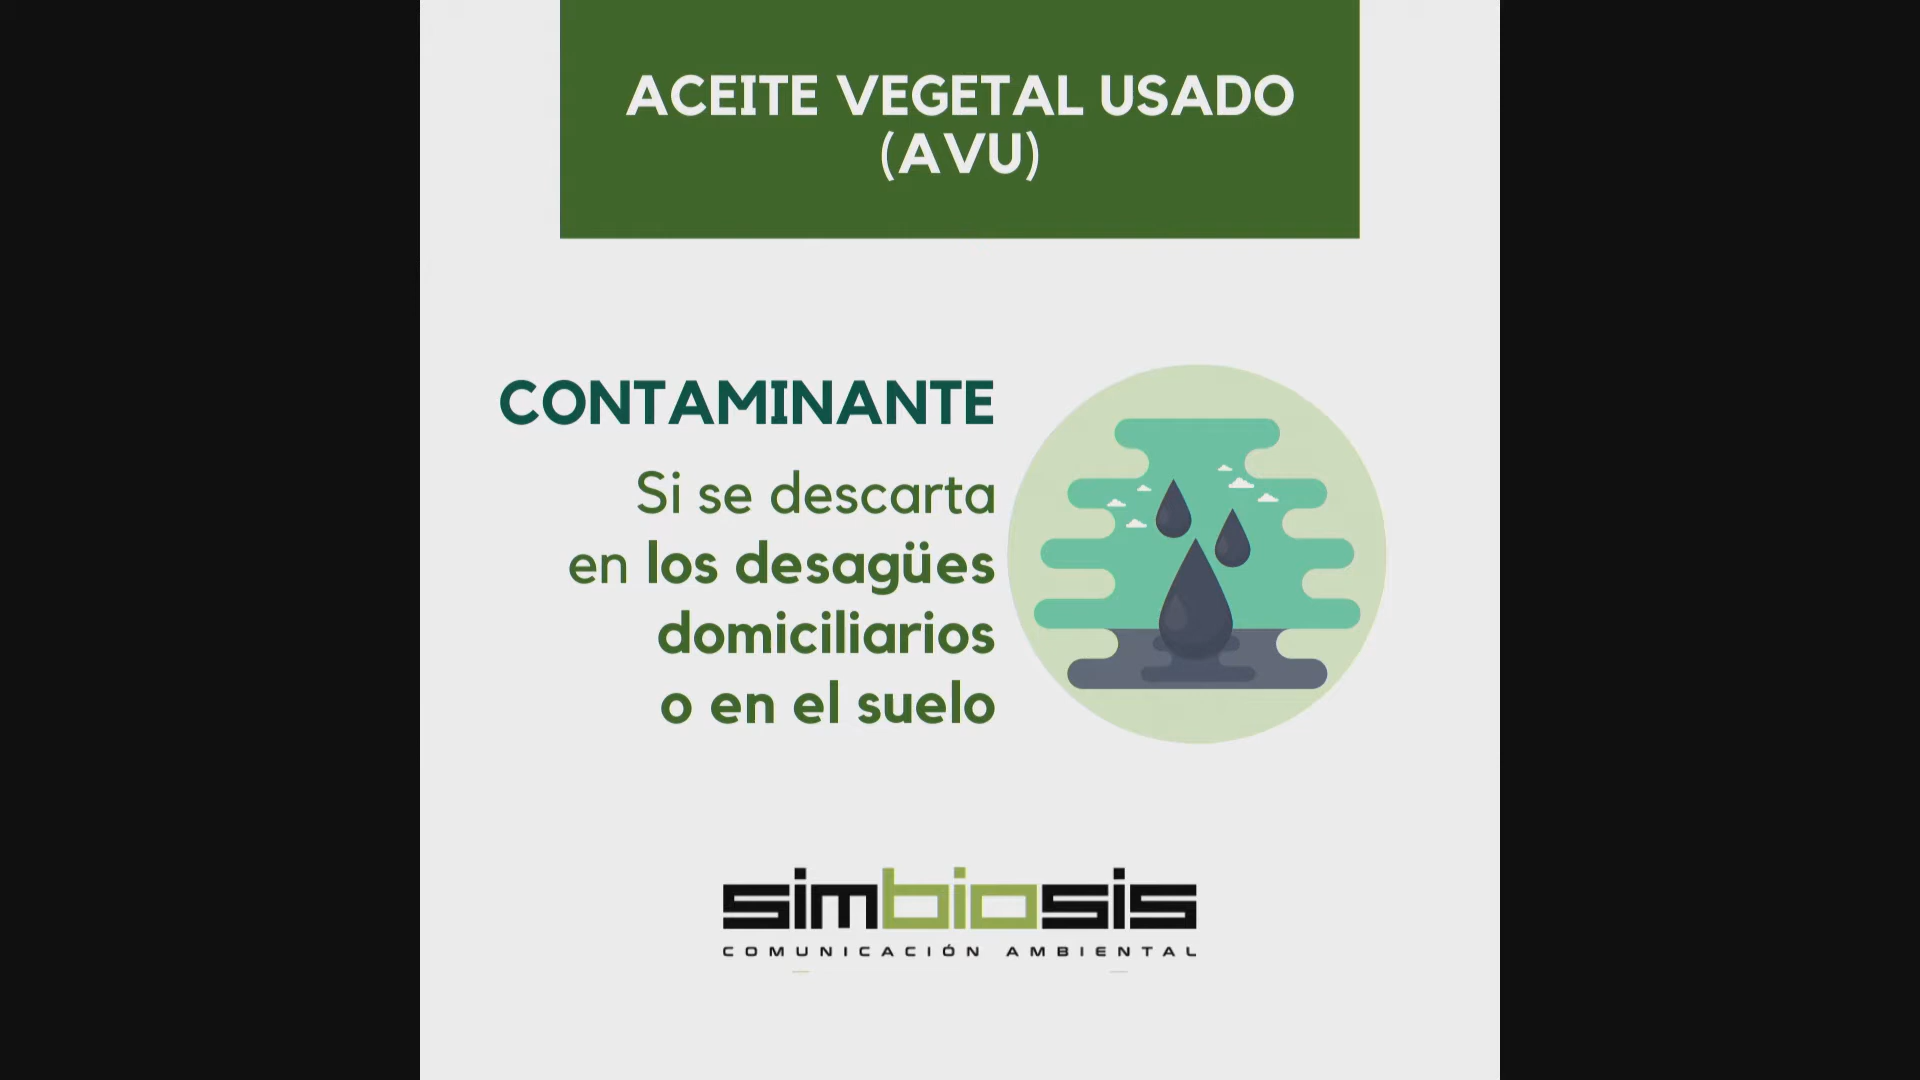 ACEITE VEGETAL USADO
(AVU)
CONTAMINANTE
Si se descarta
en los desagües
domiciliarios
o en el suelo
simbiosis
COMUNICACIÓN AMBIENTAL